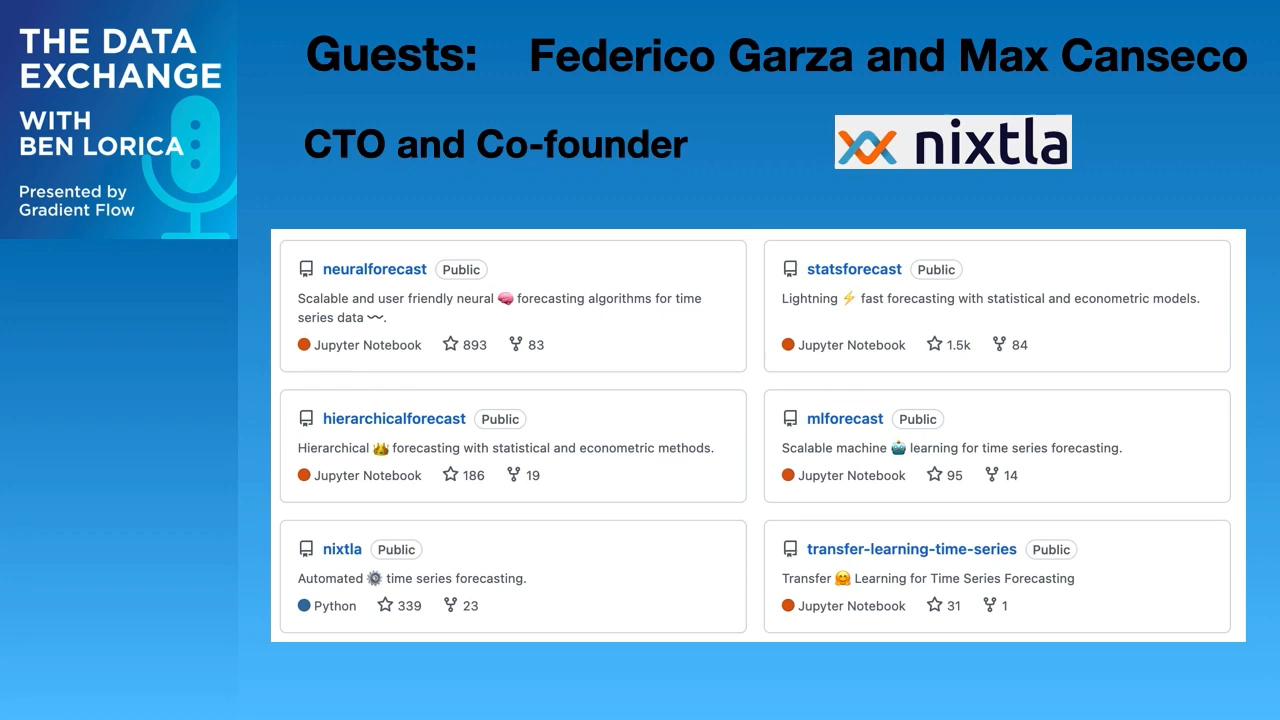 THE DATA
EXCHANGE
WITH
BEN LORICA
Presented by
Gradient Flow
Guests: Federico Garza and Max Canseco
CTO and Co-founder
nixtla
neuralforecast Public
Scalable and user friendly neural 🧠 forecasting algorithms for time
series data 〰️.
Jupyter Notebook 893 83
statsforecast Public
Lightning ⚡ fast forecasting with statistical and econometric models.
Jupyter Notebook 1.5k 84
hierarchicalforecast Public
Hierarchical 👑 forecasting with statistical and econometric methods.
Jupyter Notebook 186 19
mlforecast Public
Scalable machine 🤖 learning for time series forecasting.
Jupyter Notebook 95 14
nixtla Public
Automated ⚙️ time series forecasting.
Python 339 23
transfer-learning-time-series Public
Transfer 🤗 Learning for Time Series Forecasting
Jupyter Notebook 31 1